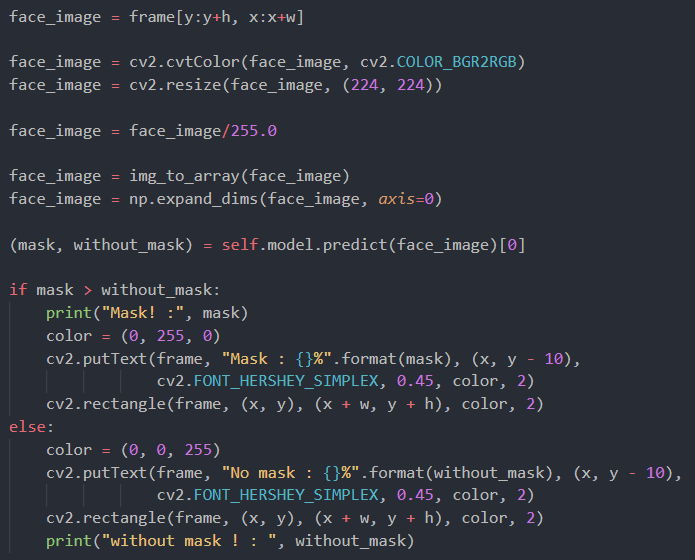 face_image = frame[y:y+h, x:x+w]
face_image = cv2.cvtColor(face_image, cv2.COLOR_BGR2RGB)
face_image = cv2.resize(face_image, (224, 224))
face_image = face_image/255.0
face_image = img_to_array(face_image)
face_image = np.expand_dims(face_image, axis=0)
(mask, without_mask) = self.model.predict(face_image)[0]
if mask > without_mask:
    print("Mask! :", mask)
    color = (0, 255, 0)
    cv2.putText(frame, "Mask : {}%".format(mask), (x, y - 10),
                cv2.FONT_HERSHEY_SIMPLEX, 0.45, color, 2)
    cv2.rectangle(frame, (x, y), (x + w, y + h), color, 2)
else:
    color = (0, 0, 255)
    cv2.putText(frame, "No mask : {}%".format(without_mask), (x, y - 10),
                cv2.FONT_HERSHEY_SIMPLEX, 0.45, color, 2)
    cv2.rectangle(frame, (x, y), (x + w, y + h), color, 2)
    print("without mask ! : ", without_mask)